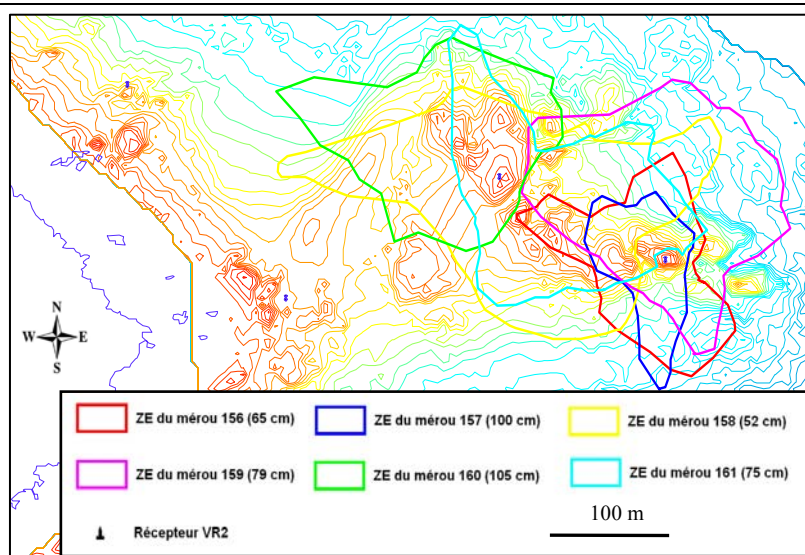 N
W E
S
ZE du mérou 156 (65 cm) ZE du mérou 157 (100 cm) ZE du mérou 158 (52 cm)
ZE du mérou 159 (79 cm) ZE du mérou 160 (105 cm) ZE du mérou 161 (75 cm)
Récepteur VR2 100 m